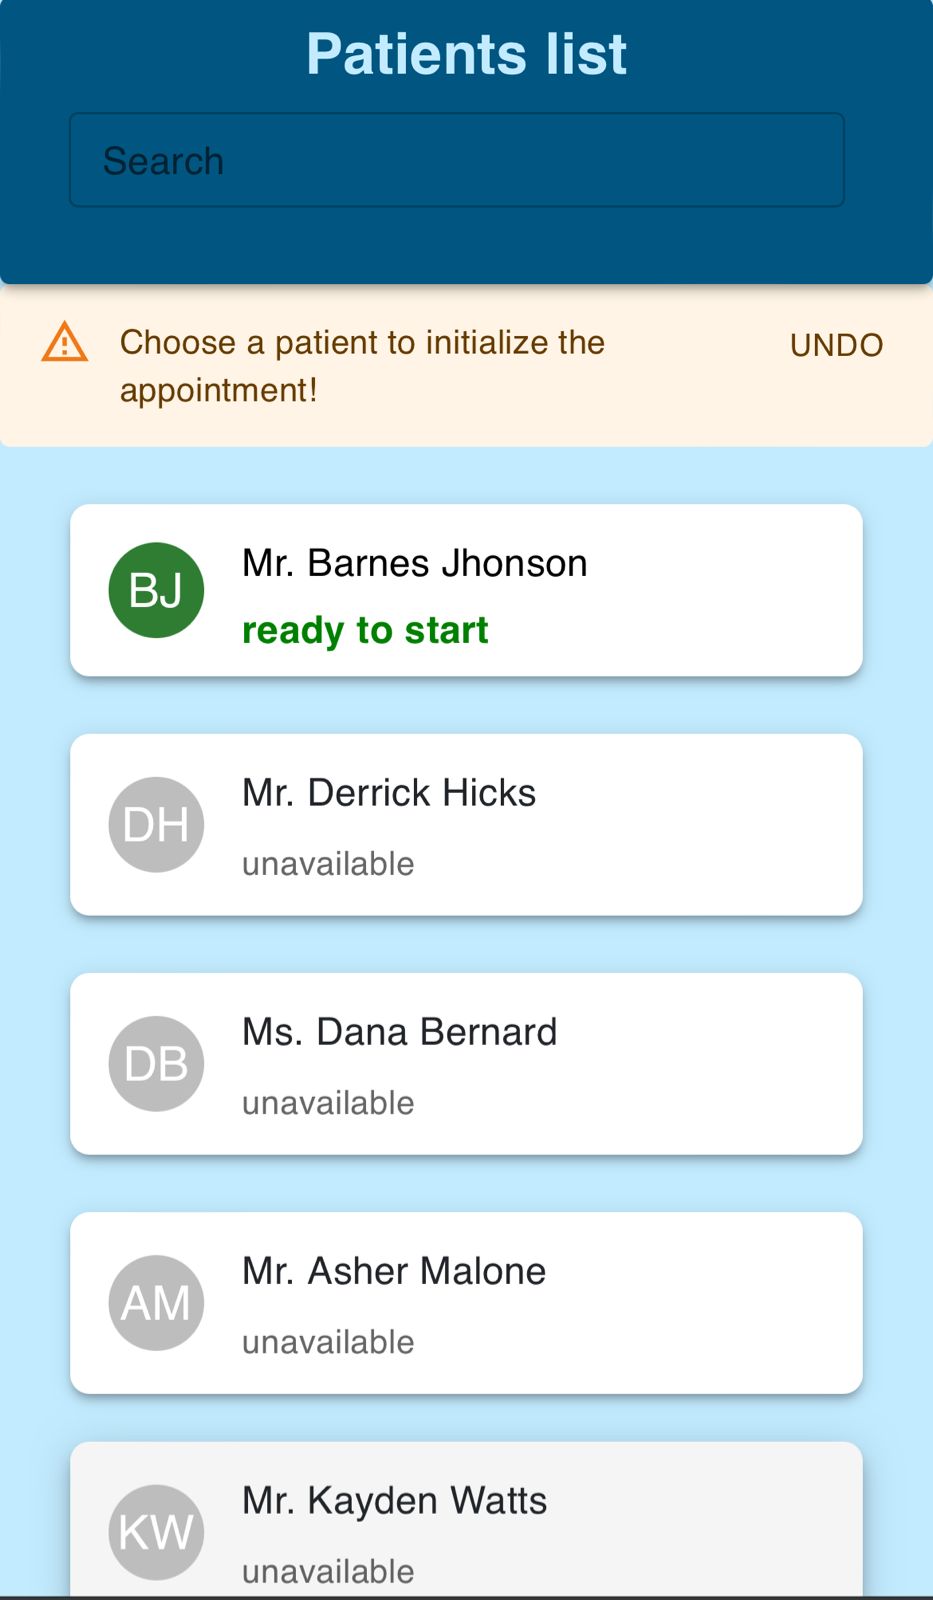 Patients list
Search
Choose a patient to initialize the
appointment!
UNDO
BJ
Mr. Barnes Jhonson
ready to start
DH
Mr. Derrick Hicks
unavailable
DB
Ms. Dana Bernard
unavailable
AM
Mr. Asher Malone
unavailable
KW
Mr. Kayden Watts
unavailable